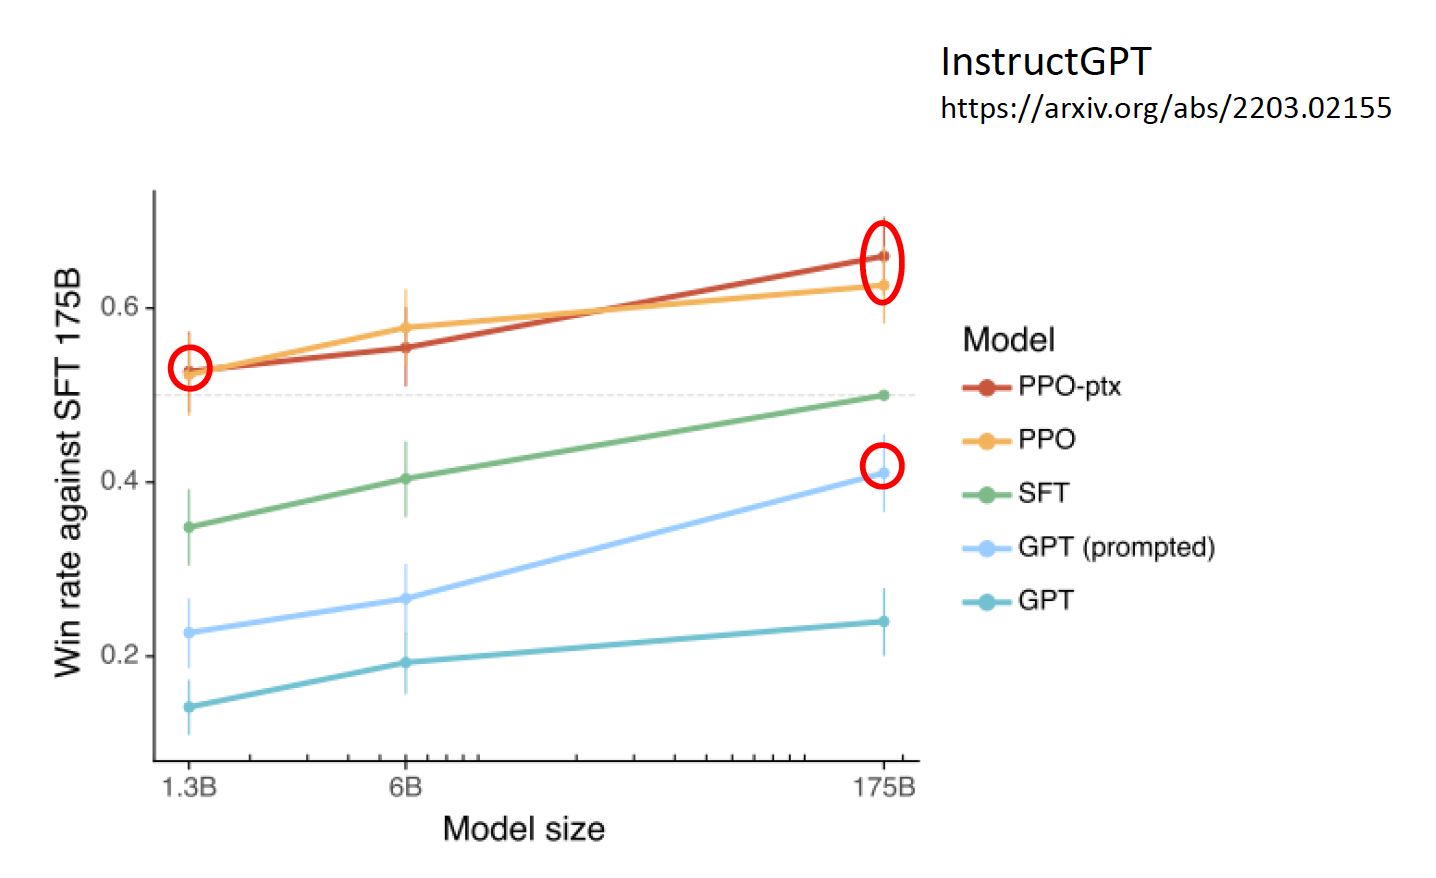 InstructGPT
https://arxiv.org/abs/2203.02155
Win rate against SFT 175B
0.6
0.4
0.2
1.3B
6B
175B
Model size
Model
PPO-ptx
PPO
SFT
GPT (prompted)
GPT